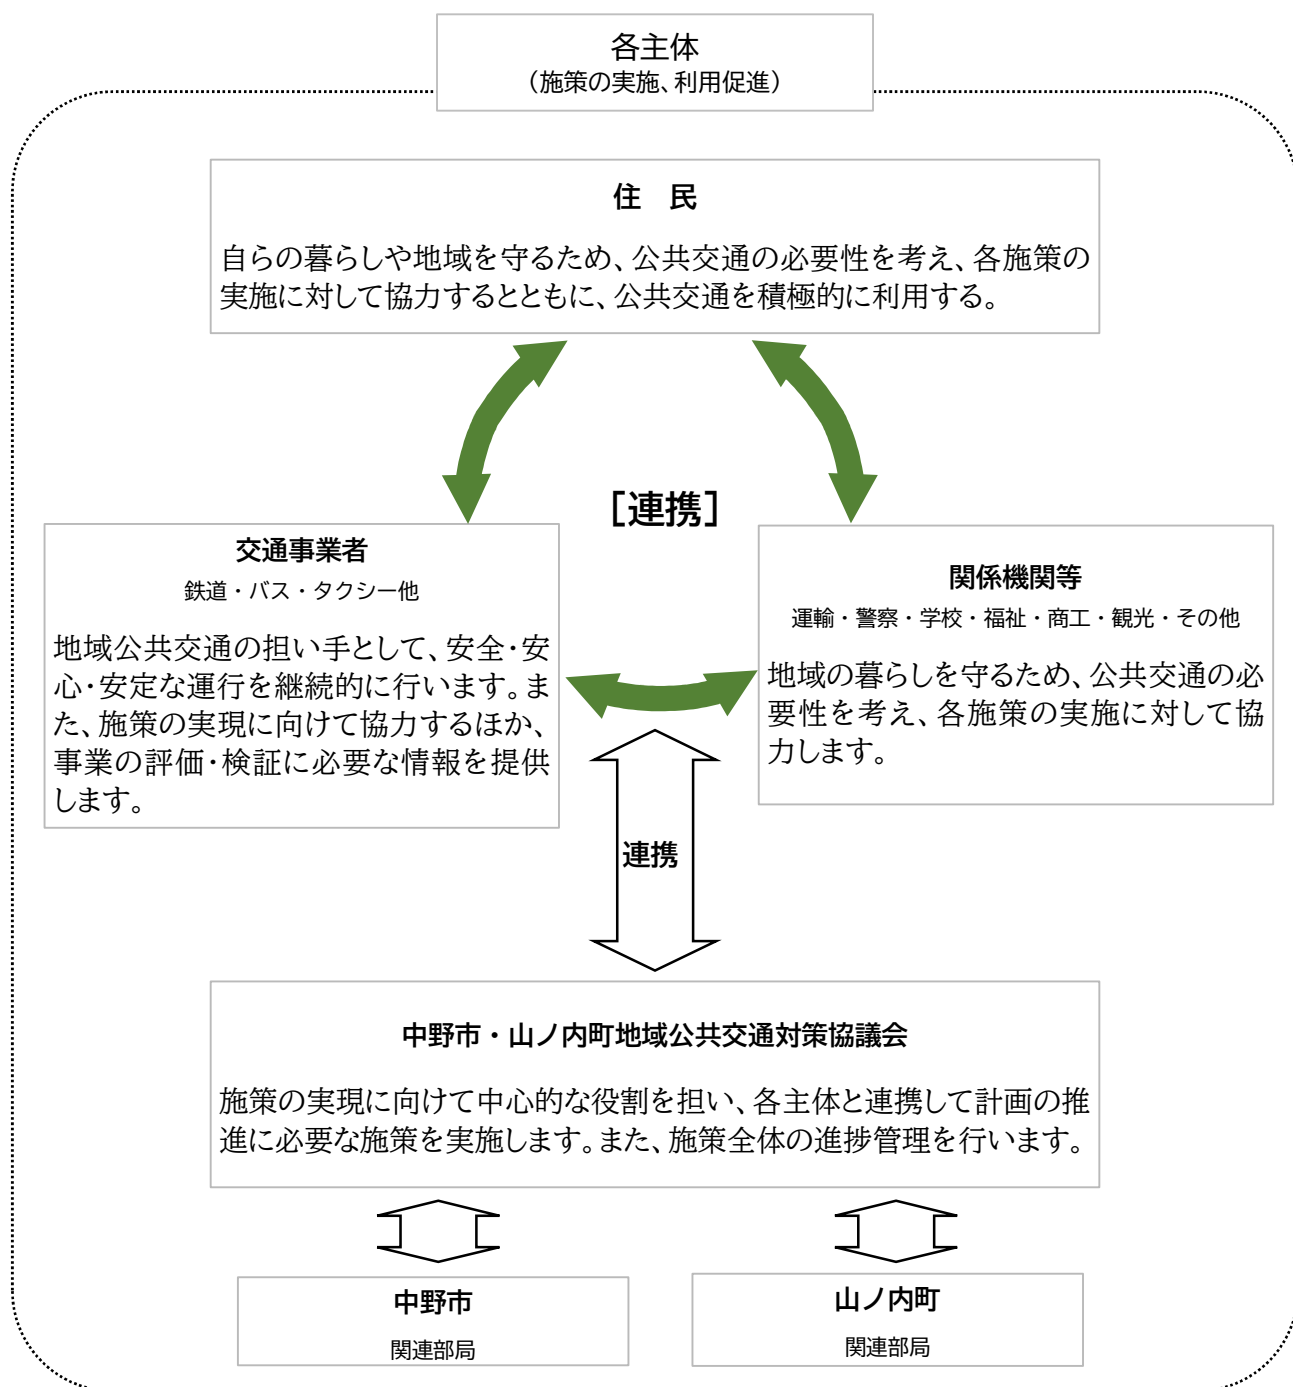 各主体
（施策の実施、利用促進）
住　民
自らの暮らしや地域を守るため、公共交通の必要性を考え、各施策の
実施に対して協力するとともに、公共交通を積極的に利用する。
［連携］
交通事業者
鉄道・バス・タクシー他
地域公共交通の担い手として、安全・安
心・安定な運行を継続的に行います。ま
た、施策の実現に向けて協力するほか、
事業の評価・検証に必要な情報を提供
します。
関係機関等
運輸・警察・学校・福祉・商工・観光・その他
地域の暮らしを守るため、公共交通の必
要性を考え、各施策の実施に対して協
力します。
連携
中野市・山ノ内町地域公共交通対策協議会
施策の実現に向けて中心的な役割を担い、各主体と連携して計画の推
進に必要な施策を実施します。また、施策全体の進捗管理を行います。
中野市
関連部局
山ノ内町
関連部局